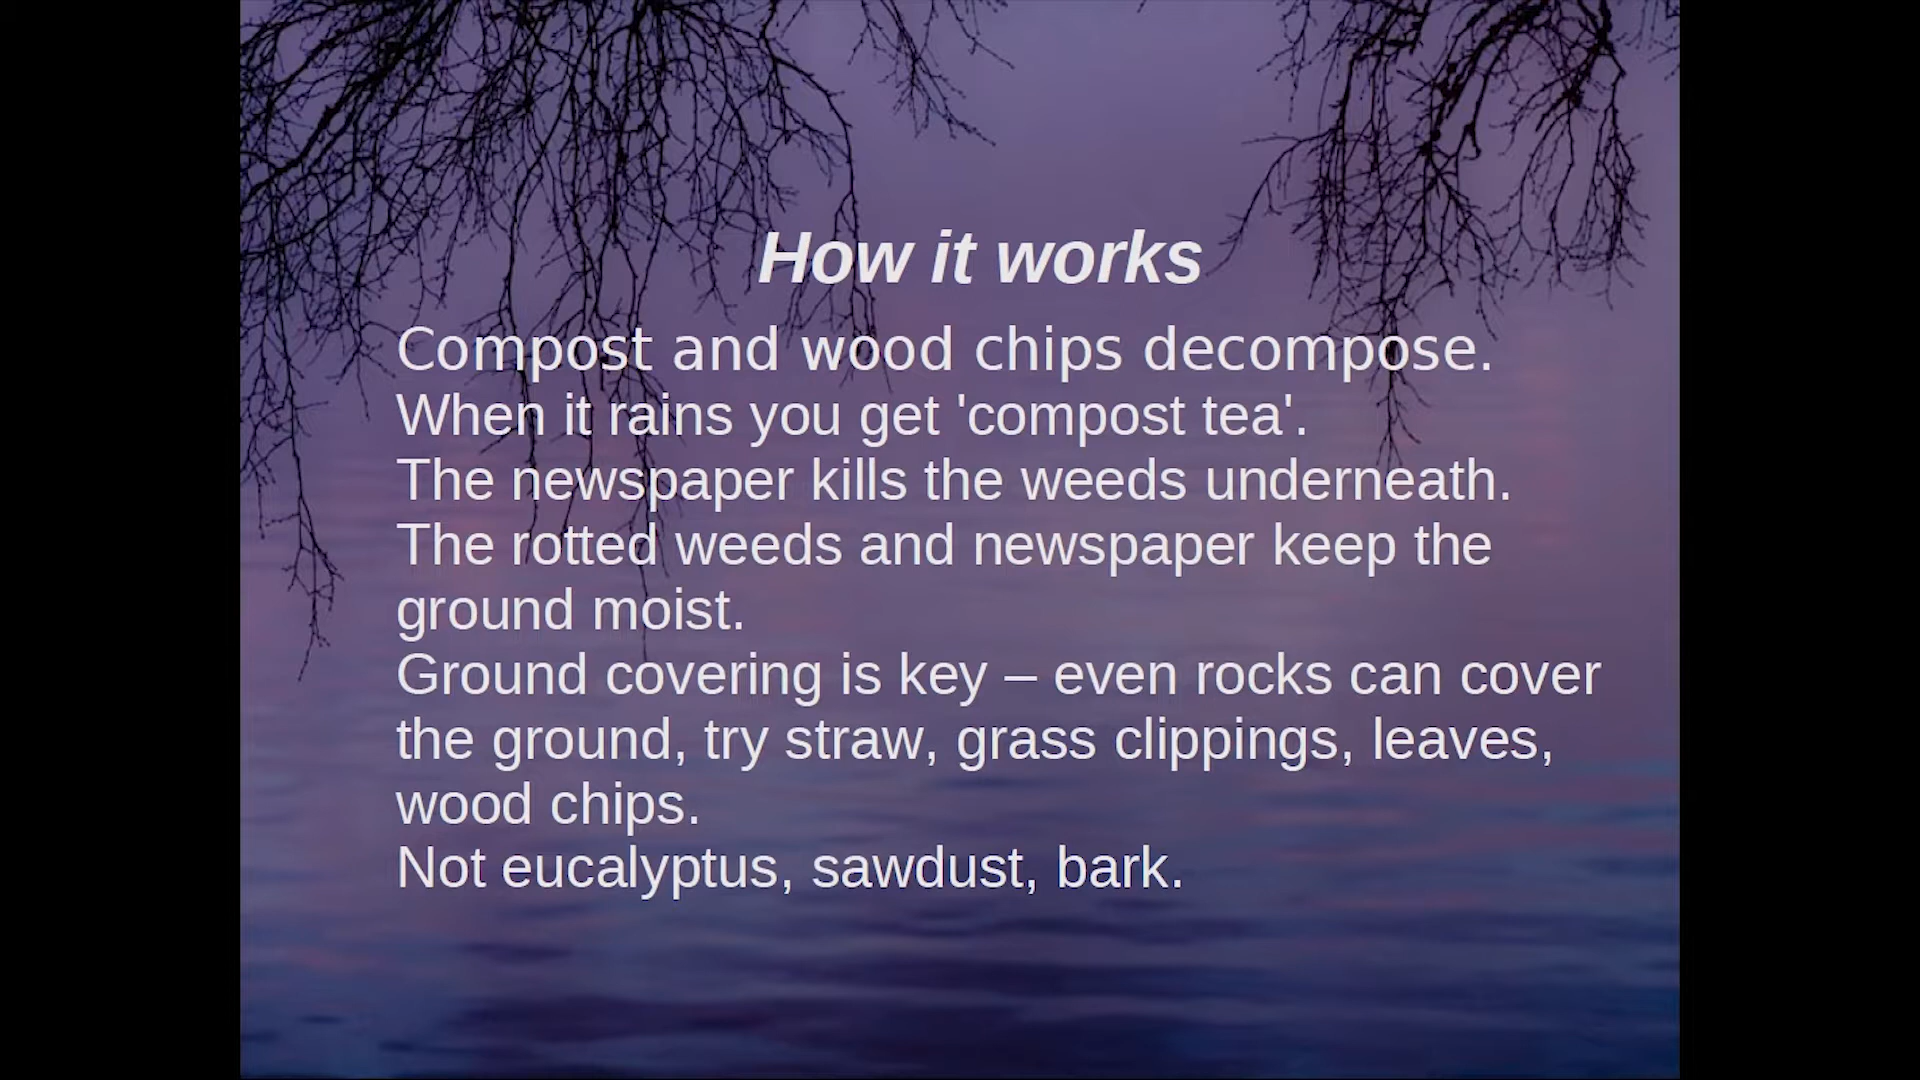 How it works
Compost and wood chips decompose.
When it rains you get 'compost tea'.
The newspaper kills the weeds underneath.
The rotted weeds and newspaper keep the
ground moist.
Ground covering is key – even rocks can cover
the ground, try straw, grass clippings, leaves,
wood chips.
Not eucalyptus, sawdust, bark.